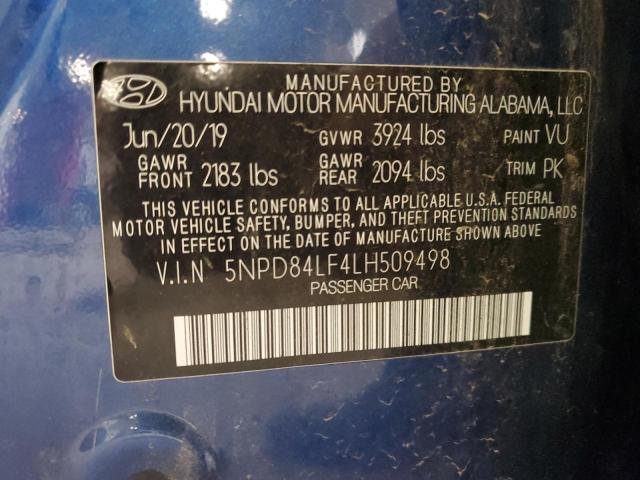 MANUFACTURED BY
HYUNDAI MOTOR MANUFACTURING ALABAMA, LLC
Jun/20/19 GVWR 3924 lbs PAINT VU
GAWR FRONT 2183 lbs GAWR REAR 2094 lbs TRIM PK
THIS VEHICLE CONFORMS TO ALL APPLICABLE U.S.A. FEDERAL
MOTOR VEHICLE SAFETY, BUMPER, AND THEFT PREVENTION STANDARDS
IN EFFECT ON THE DATE OF MANUFACTURE SHOWN ABOVE
V.I.N 5NPD84LF4LH509498
PASSENGER CAR